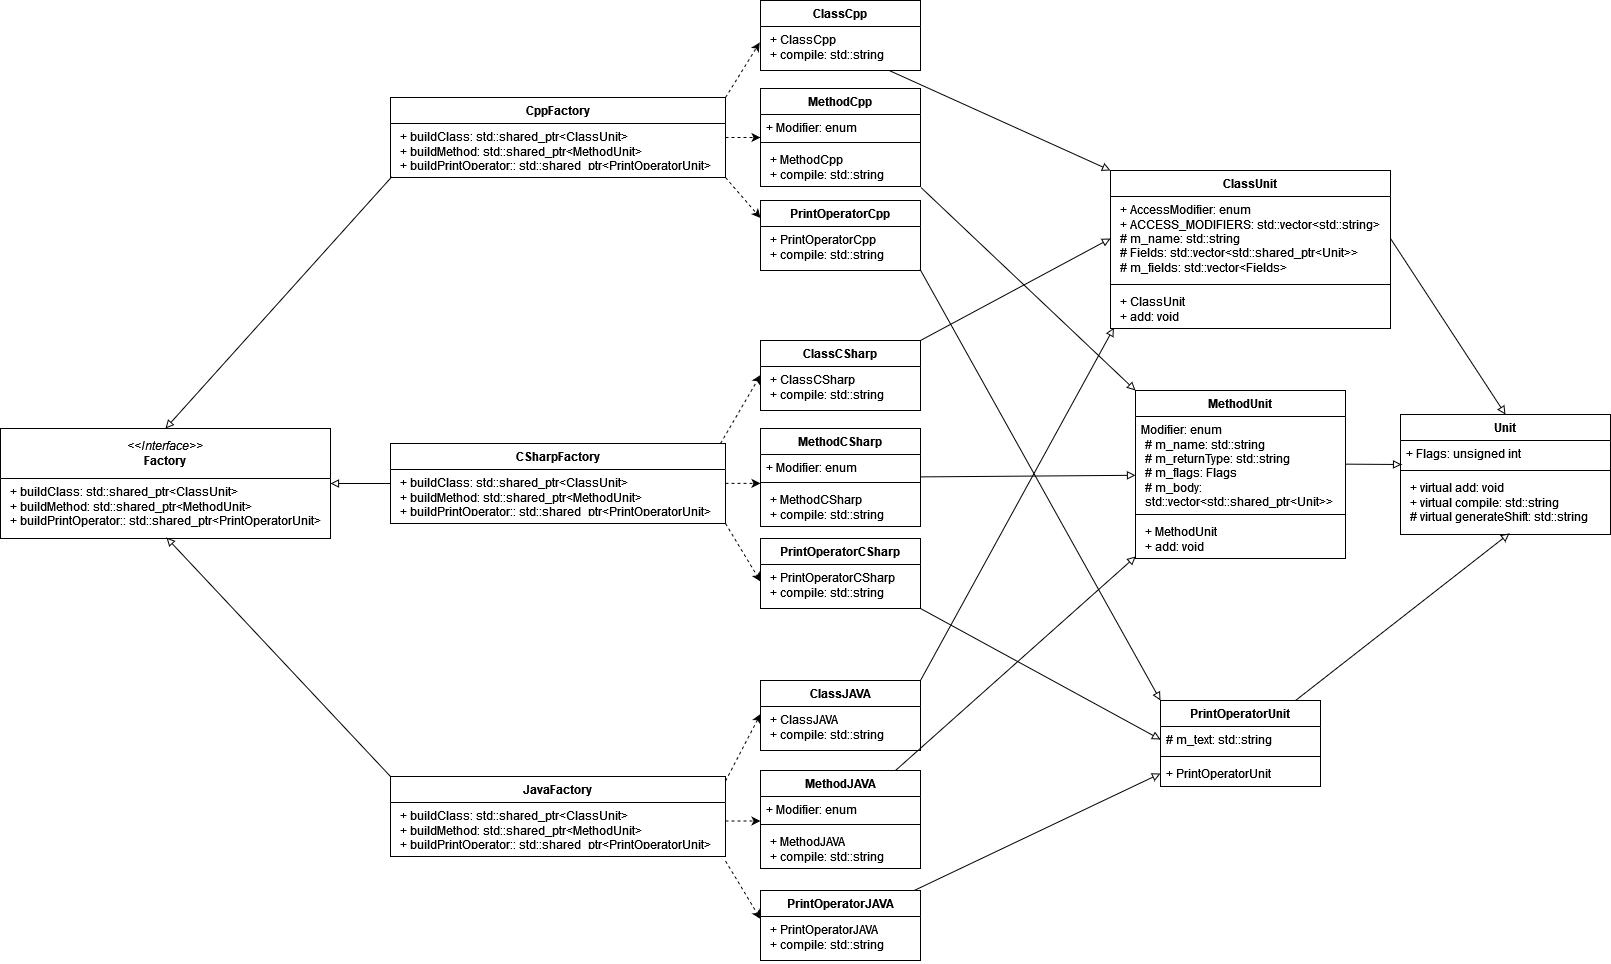 ClassCpp
+ ClassCpp
+ compile: std::string
MethodCpp
+ Modifier: enum
+ MethodCpp
+ compile: std::string
PrintOperatorCpp
+ PrintOperatorCpp
+ compile: std::string
CppFactory
+ buildClass: std::shared_ptr<ClassUnit>
+ buildMethod: std::shared_ptr<MethodUnit>
+ buildPrintOperator:: std::shared_ptr<PrintOperatorUnit>
ClassUnit
+ AccessModifier: enum
+ ACCESS_MODIFIERS: std::vector<std::string>
# m_name: std::string
# Fields: std::vector<std::shared_ptr<Unit>>
# m_fields: std::vector<Fields>
+ ClassUnit
+ add: void
ClassCSharp
+ ClassCSharp
+ compile: std::string
MethodCSharp
+ Modifier: enum
+ MethodCSharp
+ compile: std::string
PrintOperatorCSharp
+ PrintOperatorCSharp
+ compile: std::string
<<Interface>>
Factory
+ buildClass: std::shared_ptr<ClassUnit>
+ buildMethod: std::shared_ptr<MethodUnit>
+ buildPrintOperator:: std::shared_ptr<PrintOperatorUnit>
CSharpFactory
+ buildClass: std::shared_ptr<ClassUnit>
+ buildMethod: std::shared_ptr<MethodUnit>
+ buildPrintOperator:: std::shared_ptr<PrintOperatorUnit>
MethodUnit
Modifier: enum
# m_name: std::string
# m_returnType: std::string
# m_flags: Flags
# m_body:
std::vector<std::shared_ptr<Unit>>
+ MethodUnit
+ add: void
Unit
+ Flags: unsigned int
+ virtual add: void
+ virtual compile: std::string
# virtual generateShift: std::string
ClassJAVA
+ ClassJAVA
+ compile: std::string
MethodJAVA
+ Modifier: enum
+ MethodJAVA
+ compile: std::string
PrintOperatorJAVA
+ PrintOperatorJAVA
+ compile: std::string
JavaFactory
+ buildClass: std::shared_ptr<ClassUnit>
+ buildMethod: std::shared_ptr<MethodUnit>
+ buildPrintOperator:: std::shared_ptr<PrintOperatorUnit>
PrintOperatorUnit
# m_text: std::string
+ PrintOperatorUnit